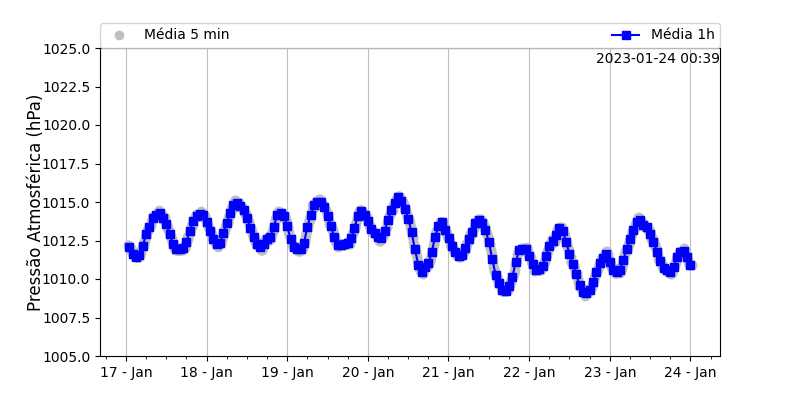 Média 5 min
Média 1h
2023-01-24 00:39
Pressão Atmosférica (hPa)
1025.0
1022.5
1020.0
1017.5
1015.0
1012.5
1010.0
1007.5
1005.0
17 - Jan
18 - Jan
19 - Jan
20 - Jan
21 - Jan
22 - Jan
23 - Jan
24 - Jan